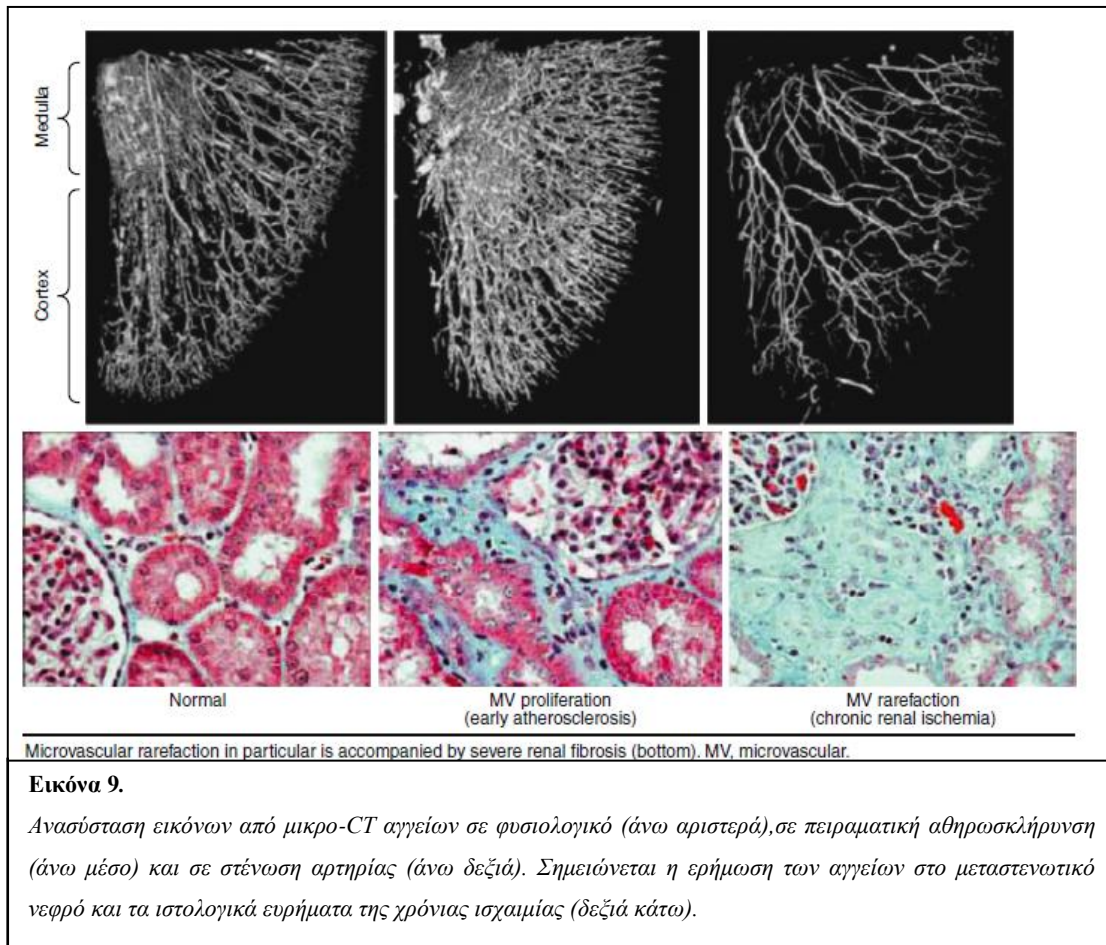 Medulla
Cortex
Normal
MV proliferation
(early atherosclerosis)
MV rarefaction
(chronic renal ischemia)
Microvascular rarefaction in particular is accompanied by severe renal fibrosis (bottom). MV, microvascular.
Εικόνα 9.
Ανασύσταση εικόνων από μικρο-CT αγγείων σε φυσιολογικό (άνω αριστερά),σε πειραματική αθηρωσκλήρυνση
(άνω μέσο) και σε στένωση αρτηρίας (άνω δεξιά). Σημειώνεται η ερήμωση των αγγείων στο μεταστενωτικό
νεφρό και τα ιστολογικά ευρήματα της χρόνιας ισχαιμίας (δεξιά κάτω).